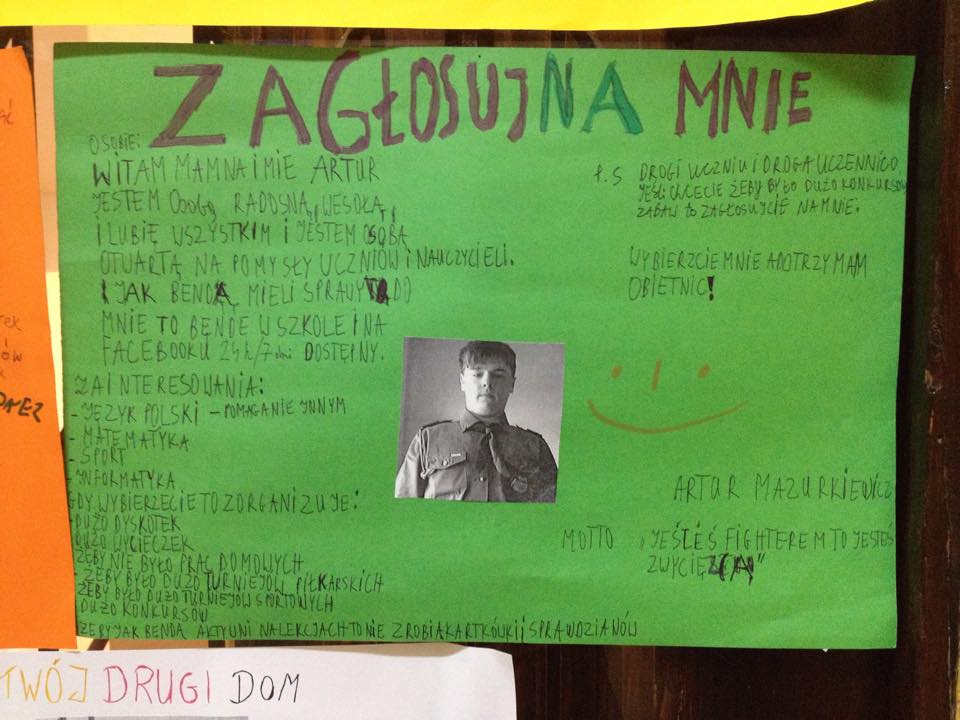 ZAGŁOSUJ NA MNIE
OSOBIE:
WITAM MAM NA IMIE ARTUR
JESTEM OSOBĄ RADOSNĄ, WESOŁĄ,
I LUBIĘ WSZYSTKIM I JESTEM OSOBĄ
OTWARTĄ NA POMYSŁY UCZNIÓW I NAUCZYCIELI.
I JAK BENDĄ MIELI SPRAWY DO
MNIE TO BENDE W SZKOLE I NA
FACEBOOKU 24h/7dni DOSTĘPNY.
ZAINTERESOWANIA:
- JĘZYK POLSKI - POMAGANIE INNYM
- MATEMATYKA
- SPORT
- INFORMATYKA
GDY WYBIERZECIE TO ZORGANIZUJE:
DUŻO DYSKOTEK
DUŻO WYCIECZEK
ŻEBY NIE BYŁO PRAC DOMOWYCH
- ŻEBY BYŁO DUŻO TURNIEJÓW PIŁKARSKICH
ŻEBY BYŁO DUŻO TURNIEJÓW SPORTOWYCH
DUŻO KONKURSÓW
ŻEBY JAK BENDĄ AKTYWNI NA LEKCJACH TO NIE ZROBIĄ KARTKÓWKI I SPRAWDZIANÓW
P.S DROGI UCZNIU I DROGA UCZENNICO,
JEŚLI CHCECIE ŻEBY BYŁO DUŻO KONKURSÓW
ZABAW TO ZAGŁOSUJCIE NA MNIE.
WYBIERZCIE MNIE A DOTRZYMAM
OBIETNIC!
ARTUR MAZURKIEWICZ
MOTTO „JEŚLIEŚ FIGHTEREM TO JESTEŚ
ZWYCIĘZCĄ"
TWÓJ DRUGI DOM